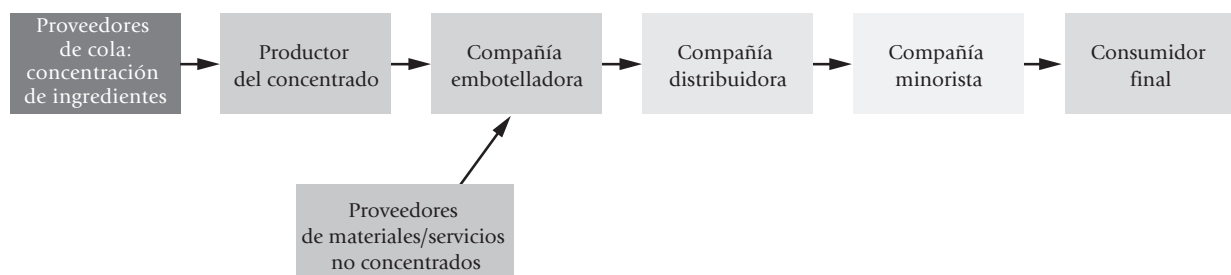 Proveedores
de cola:
concentración
de ingredientes
Productor
del concentrado
Compañía
embotelladora
Compañía
distribuidora
Compañía
minorista
Consumidor
final
Proveedores
de materiales/servicios
no concentrados